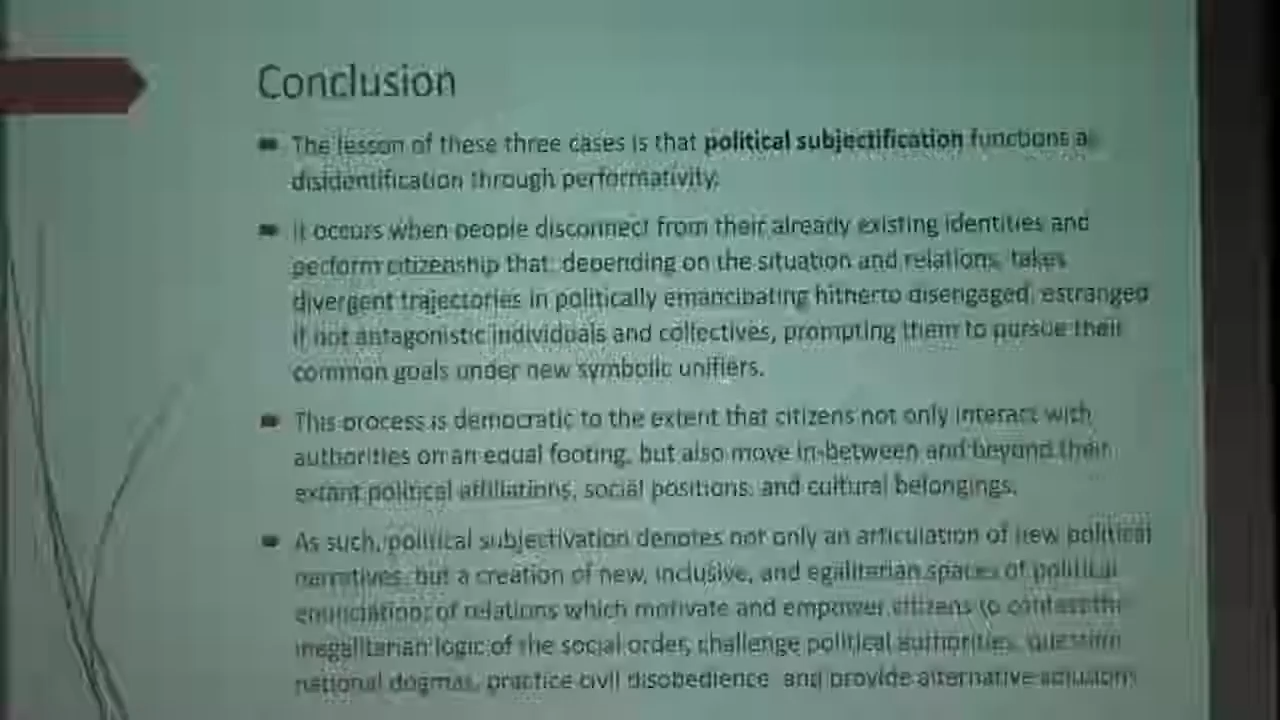 Conclusion
The lesson of these three cases is that political subjectification functions as
disidentification through performativity;
It occurs when people disconnect from their already existing identities and
perform citizenship that, depending on the situation and relations, takes
divergent trajectories in politically emancipating hitherto disengaged, estranged
if not antagonistic individuals and collectives, prompting them to pursue their
common goals under new symbolic unifiers.
This process is democratic to the extent that citizens not only interact with
authorities on an equal footing, but also move in-between and beyond their
extant political affiliations, social positions, and cultural belongings.
As such, political subjectivation denotes not only an articulation of new political
narratives, but a creation of new, inclusive, and egalitarian spaces of political
enunciation; of relations which motivate and empower citizens to contest the
inegalitarian logic of the social order, challenge political authorities, question
national dogmas, practice civil disobedience and provide alternative solutions